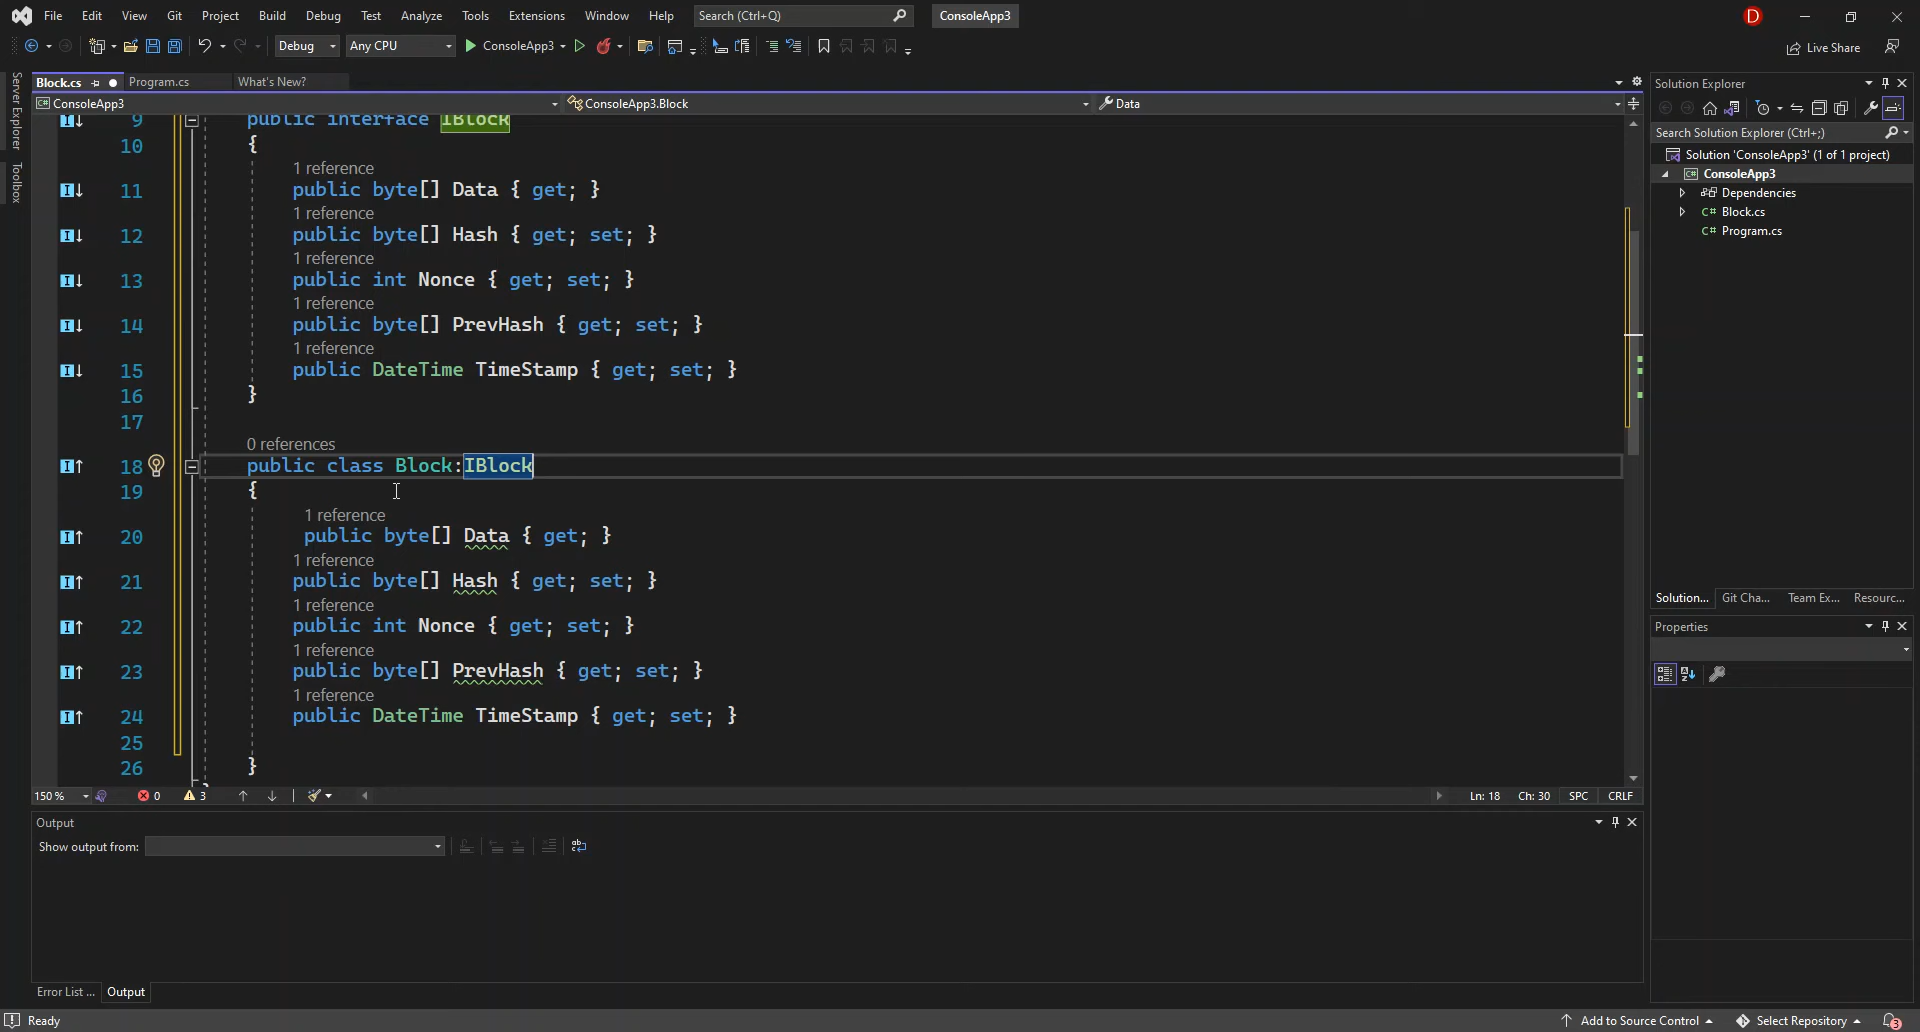 File Edit View Git Project Build Debug Test Analyze Tools Extensions Window Help Search (Ctrl+Q) ConsoleApp3 D
Debug Any CPU ConsoleApp3 Live Share
Server Explorer
Toolbox
Block.cs Program.cs What's New?
ConsoleApp3 ConsoleApp3.Block Data
9 public interface IBlock
10 {
1 reference
11 public byte[] Data { get; }
1 reference
12 public byte[] Hash { get; set; }
1 reference
13 public int Nonce { get; set; }
1 reference
14 public byte[] PrevHash { get; set; }
1 reference
15 public DateTime TimeStamp { get; set; }
16 }
17
0 references
18 public class Block:IBlock
19 {
1 reference
20 public byte[] Data { get; }
1 reference
21 public byte[] Hash { get; set; }
1 reference
22 public int Nonce { get; set; }
1 reference
23 public byte[] PrevHash { get; set; }
1 reference
24 public DateTime TimeStamp { get; set; }
25
26 }
150 % 0 3 Ln: 18 Ch: 30 SPC CRLF
Output
Show output from:
Error List ... Output
Solution Explorer
Search Solution Explorer (Ctrl+;)
Solution 'ConsoleApp3' (1 of 1 project)
ConsoleApp3
Dependencies
C# Block.cs
C# Program.cs
Solution... Git Cha... Team Ex... Resourc...
Properties
Ready Add to Source Control Select Repository 3